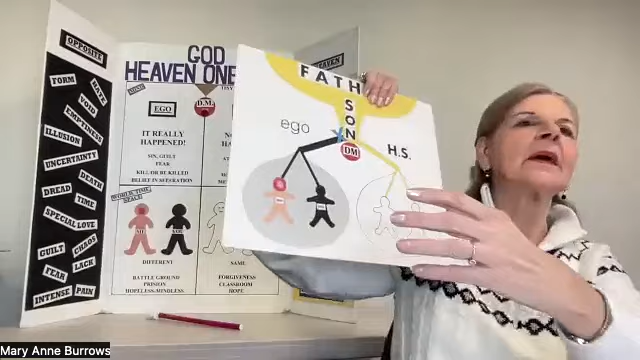 OPPOSITE
FORM
HATE
VOID
EMPTINESS
ILLUSION
UNCERTAINTY
DEATH
DREAD
TIME
SPECIAL LOVE
GUILT
CHAOS
FEAR
LACK
INTENSE PAIN
GOD
HEAVEN ONE
EGO
D.M.
IT REALLY
HAPPENED!
SIN, GUILT
FEAR
KILL OR BE KILLED
BELIEF IN SEPARATION
DIFFERENT
SAME
BATTLE GROUND
PRISON
HOPELESS-MINDLESS
FORGIVENESS
CLASSROOM
HOPE
HEAVEN
FATH
SON
ego
DM
H.S.
Mary Anne Burrows